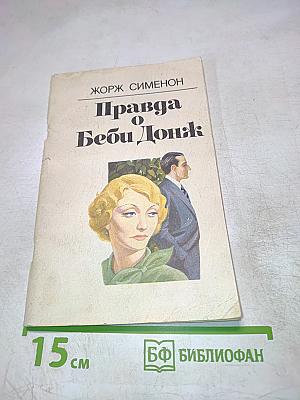 ЖОРЖ СИМЕНОН
Правда
о
Беби Донж
15 см
БФ БИБЛИОФАН